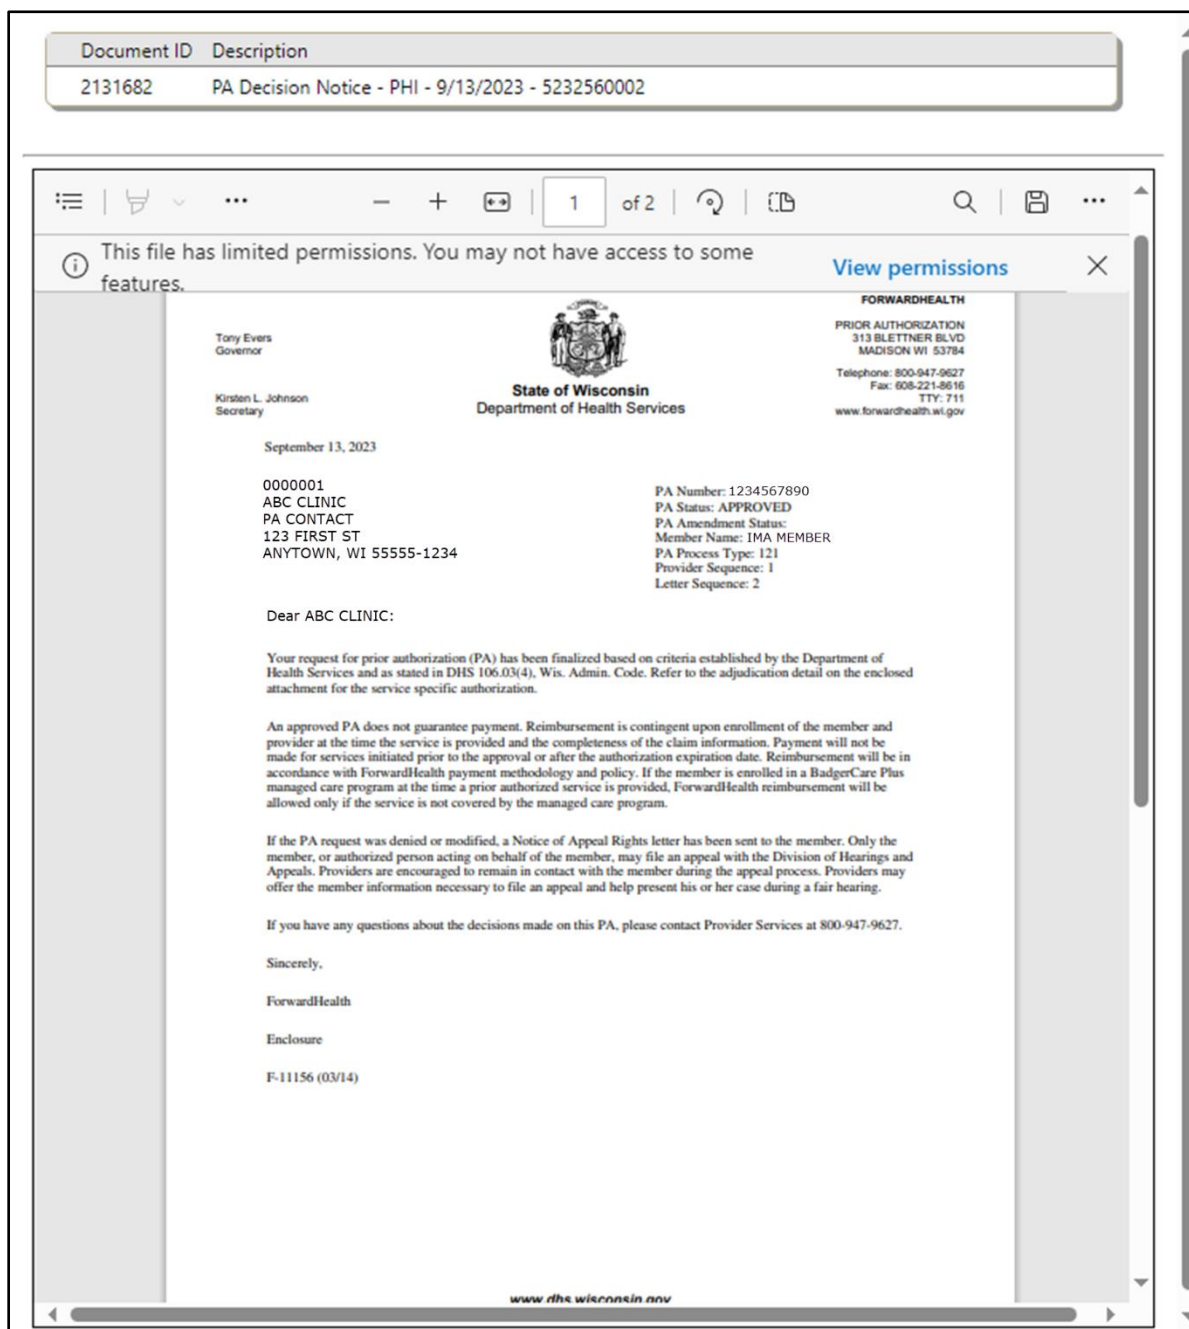 Document ID Description
2131682 PA Decision Notice - PHI - 9/13/2023 - 5232560002
1 of 2
This file has limited permissions. You may not have access to some
features.
View permissions
Tony Evers
Governor
Kirsten L. Johnson
Secretary
State of Wisconsin
Department of Health Services
FORWARDHEALTH
PRIOR AUTHORIZATION
313 BLETTNER BLVD
MADISON WI 53784
Telephone: 800-947-9627
Fax: 608-221-8616
TTY: 711
www.forwardhealth.wi.gov
September 13, 2023
0000001
ABC CLINIC
PA CONTACT
123 FIRST ST
ANYTOWN, WI 55555-1234
PA Number: 1234567890
PA Status: APPROVED
PA Amendment Status:
Member Name: IMA MEMBER
PA Process Type: 121
Provider Sequence: 1
Letter Sequence: 2
Dear ABC CLINIC:
Your request for prior authorization (PA) has been finalized based on criteria established by the Department of
Health Services and as stated in DHS 106.03(4), Wis. Admin. Code. Refer to the adjudication detail on the enclosed
attachment for the service specific authorization.
An approved PA does not guarantee payment. Reimbursement is contingent upon enrollment of the member and
provider at the time the service is provided and the completeness of the claim information. Payment will not be
made for services initiated prior to the approval or after the authorization expiration date. Reimbursement will be in
accordance with ForwardHealth payment methodology and policy. If the member is enrolled in a BadgerCare Plus
managed care program at the time a prior authorized service is provided, ForwardHealth reimbursement will be
allowed only if the service is not covered by the managed care program.
If the PA request was denied or modified, a Notice of Appeal Rights letter has been sent to the member. Only the
member, or authorized person acting on behalf of the member, may file an appeal with the Division of Hearings and
Appeals. Providers are encouraged to remain in contact with the member during the appeal process. Providers may
offer the member information necessary to file an appeal and help present his or her case during a fair hearing.
If you have any questions about the decisions made on this PA, please contact Provider Services at 800-947-9627.
Sincerely,
ForwardHealth
Enclosure
F-11156 (03/14)
www.dhs.wisconsin.gov